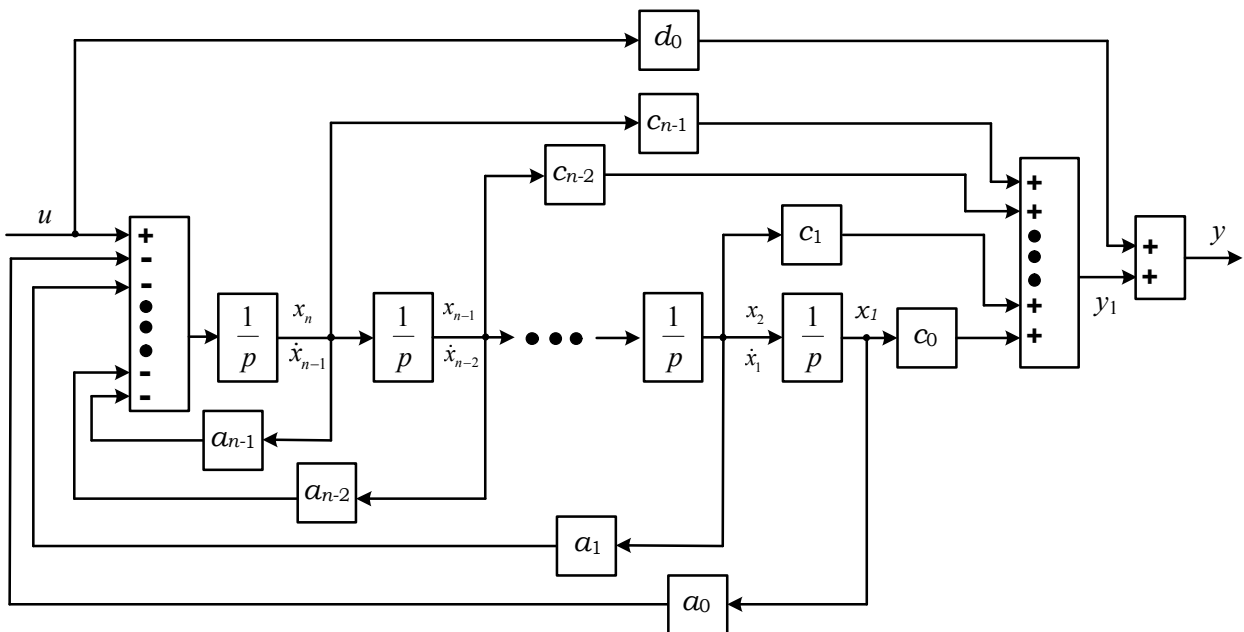 d₀
cₙ₋₁
cₙ₋₂
u
+
+
+
c₁
y
-
+
-
+
+
1/p
xₙ
ẋₙ₋₁
1/p
xₙ₋₁
ẋₙ₋₂
1/p
x₂
ẋ₁
1/p
x₁
c₀
+
+
y₁
-
-
aₙ₋₁
aₙ₋₂
a₁
a₀